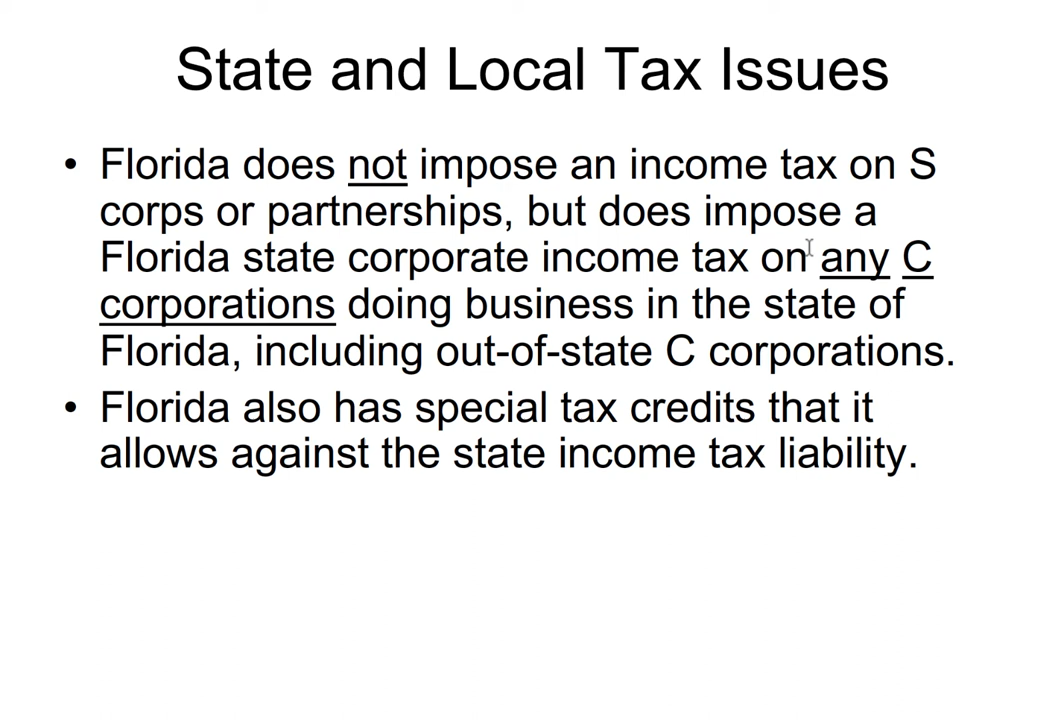 State and Local Tax Issues
• Florida does not impose an income tax on S
corps or partnerships, but does impose a
Florida state corporate income tax on any C
corporations doing business in the state of
Florida, including out-of-state C corporations.
• Florida also has special tax credits that it
allows against the state income tax liability.